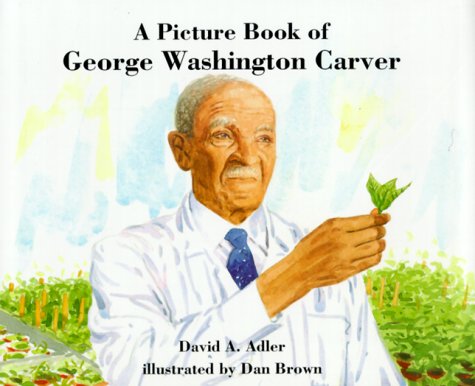 A Picture Book of
George Washington Carver
David A. Adler
illustrated by Dan Brown